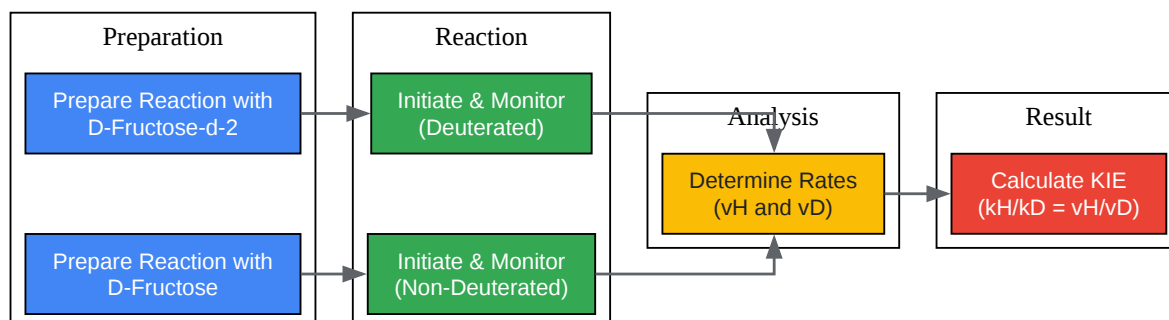 Preparation
Reaction
Prepare Reaction with
D-Fructose-d-2
Initiate & Monitor
(Deuterated)
Analysis
Result
Determine Rates
(vH and vD)
Calculate KIE
(kH/kD = vH/vD)
Prepare Reaction with
D-Fructose
Initiate & Monitor
(Non-Deuterated)